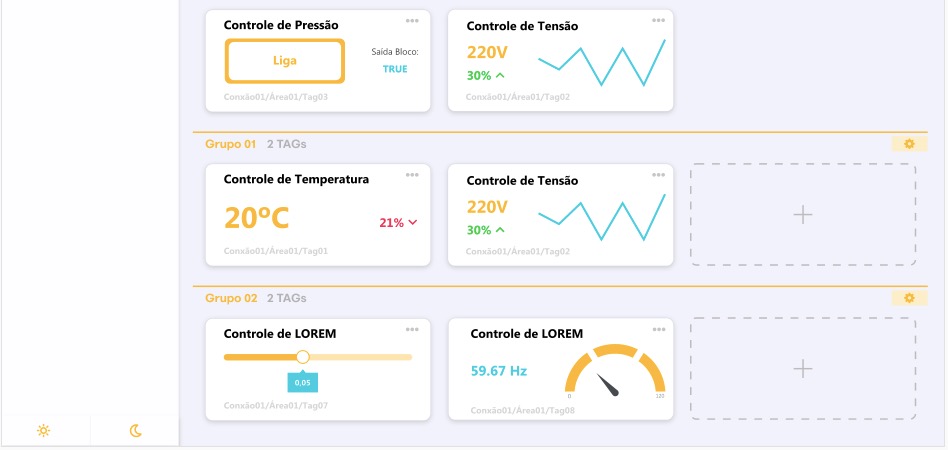 Controle de Pressão
Liga
Saída Bloco:
TRUE
Conxão01/Área01/Tag03
Controle de Tensão
220V
30%
Conxão01/Área01/Tag02
Grupo 01 2 TAGs
Controle de Temperatura
20ºC
21%
Conxão01/Área01/Tag01
Controle de Tensão
220V
30%
Conxão01/Área01/Tag02
Grupo 02 2 TAGs
Controle de LOREM
0,05
Conxão01/Área01/Tag07
Controle de LOREM
59.67 Hz
0 120
Conxão01/Área01/Tag08